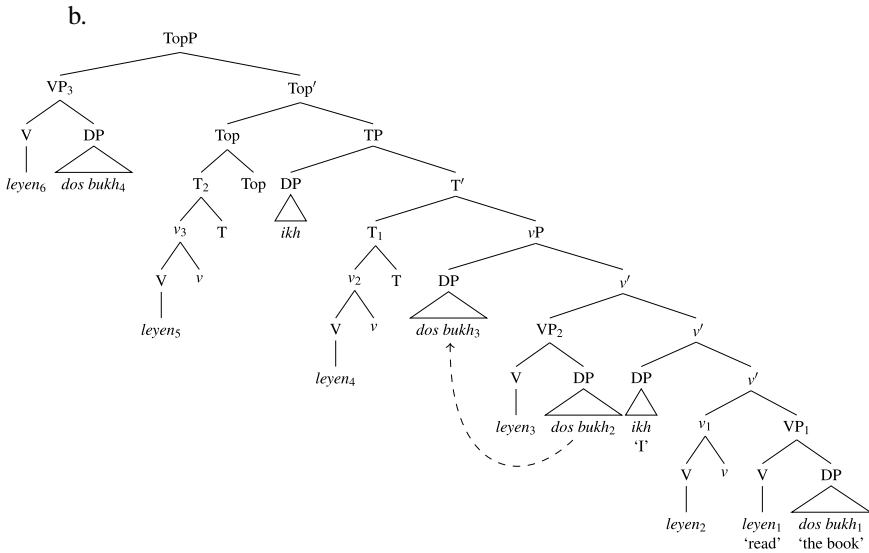 b.
TopP
VP₃ Top′
V DP Top TP
leyen₆ dos bukh₄ T₂ Top DP T′
v₃ T ikh T₁ vP
V v v₂ T DP v′
leyen₅ V v dos bukh₃ VP₂ v′
leyen₄ V DP DP v′
leyen₃ dos bukh₂ ikh v₁ VP₁
‘I’
V v V DP
leyen₂ leyen₁ dos bukh₁
‘read’ ‘the book’